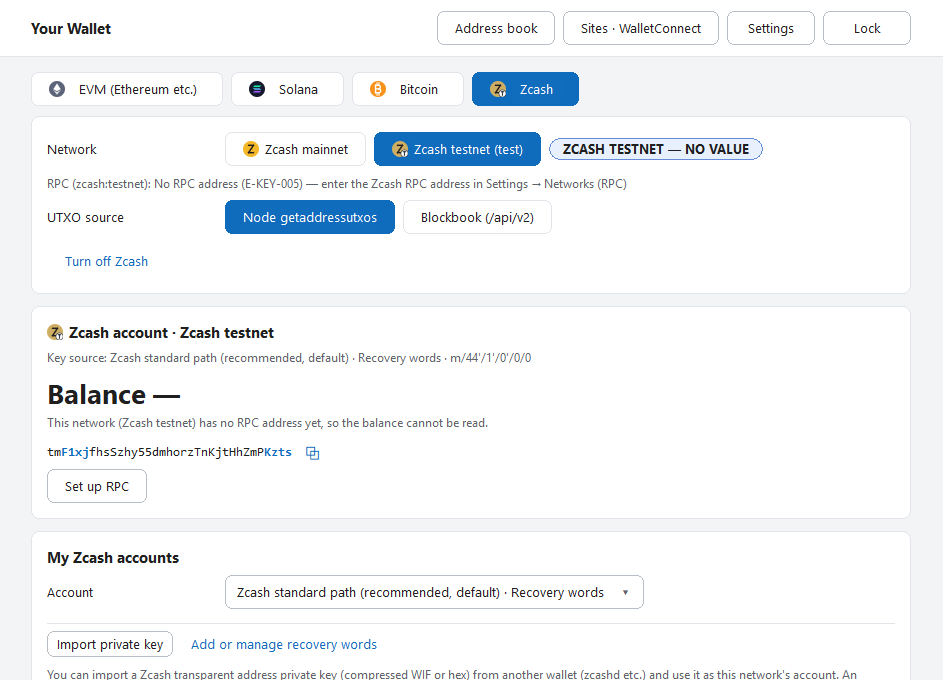 Your Wallet
Address book
Sites · WalletConnect
Settings
Lock
EVM (Ethereum etc.)
Solana
Bitcoin
Zcash
Network
Zcash mainnet
Zcash testnet (test)
ZCASH TESTNET — NO VALUE
RPC (zcash:testnet): No RPC address (E-KEY-005) — enter the Zcash RPC address in Settings → Networks (RPC)
UTXO source
Node getaddressutxos
Blockbook (/api/v2)
Turn off Zcash
Zcash account · Zcash testnet
Key source: Zcash standard path (recommended, default) · Recovery words · m/44'/1'/0'/0/0
Balance —
This network (Zcash testnet) has no RPC address yet, so the balance cannot be read.
tmF1xjfhsSzhy55dmhorzTnKjtHhZmPKzts
Set up RPC
My Zcash accounts
Account
Zcash standard path (recommended, default) · Recovery words
Import private key
Add or manage recovery words
You can import a Zcash transparent address private key (compressed WIF or hex) from another wallet (zcashd etc.) and use it as this network's account. An